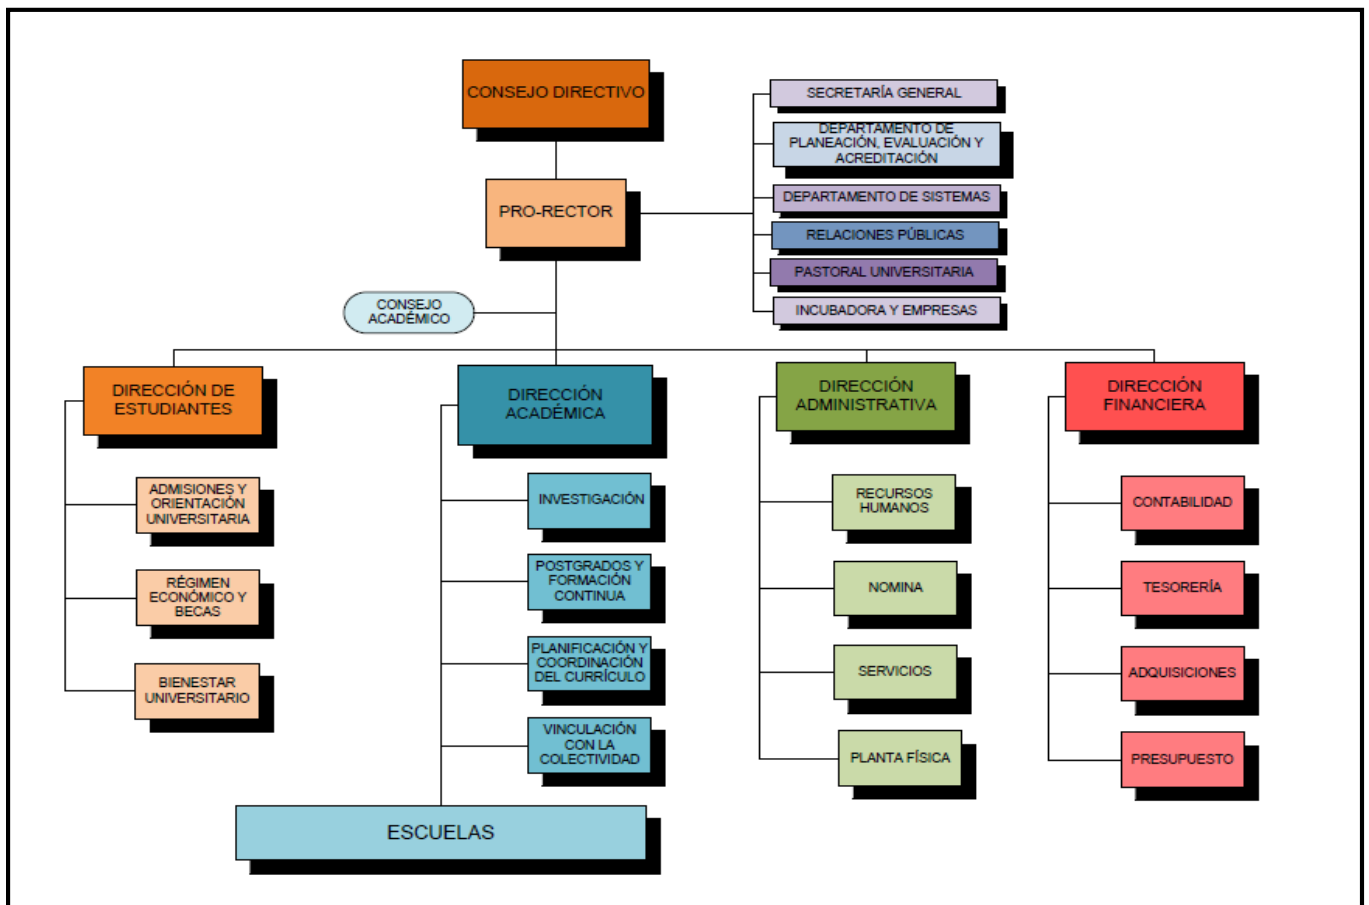 CONSEJO DIRECTIVO
SECRETARÍA GENERAL
DEPARTAMENTO DE
PLANEACIÓN, EVALUACIÓN Y
ACREDITACIÓN
PRO-RECTOR
DEPARTAMENTO DE SISTEMAS
RELACIONES PÚBLICAS
PASTORAL UNIVERSITARIA
INCUBADORA Y EMPRESAS
CONSEJO
ACADÉMICO
DIRECCIÓN DE
ESTUDIANTES
ADMISIONES Y
ORIENTACIÓN
UNIVERSITARIA
RÉGIMEN
ECONÓMICO Y
BECAS
BIENESTAR
UNIVERSITARIO
DIRECCIÓN
ACADÉMICA
INVESTIGACIÓN
POSTGRADOS Y
FORMACIÓN
CONTINUA
PLANIFICACIÓN Y
COORDINACIÓN
DEL CURRÍCULO
VINCULACIÓN
CON LA
COLECTIVIDAD
ESCUELAS
DIRECCIÓN
ADMINISTRATIVA
RECURSOS
HUMANOS
NOMINA
SERVICIOS
PLANTA FÍSICA
DIRECCIÓN
FINANCIERA
CONTABILIDAD
TESORERÍA
ADQUISICIONES
PRESUPUESTO